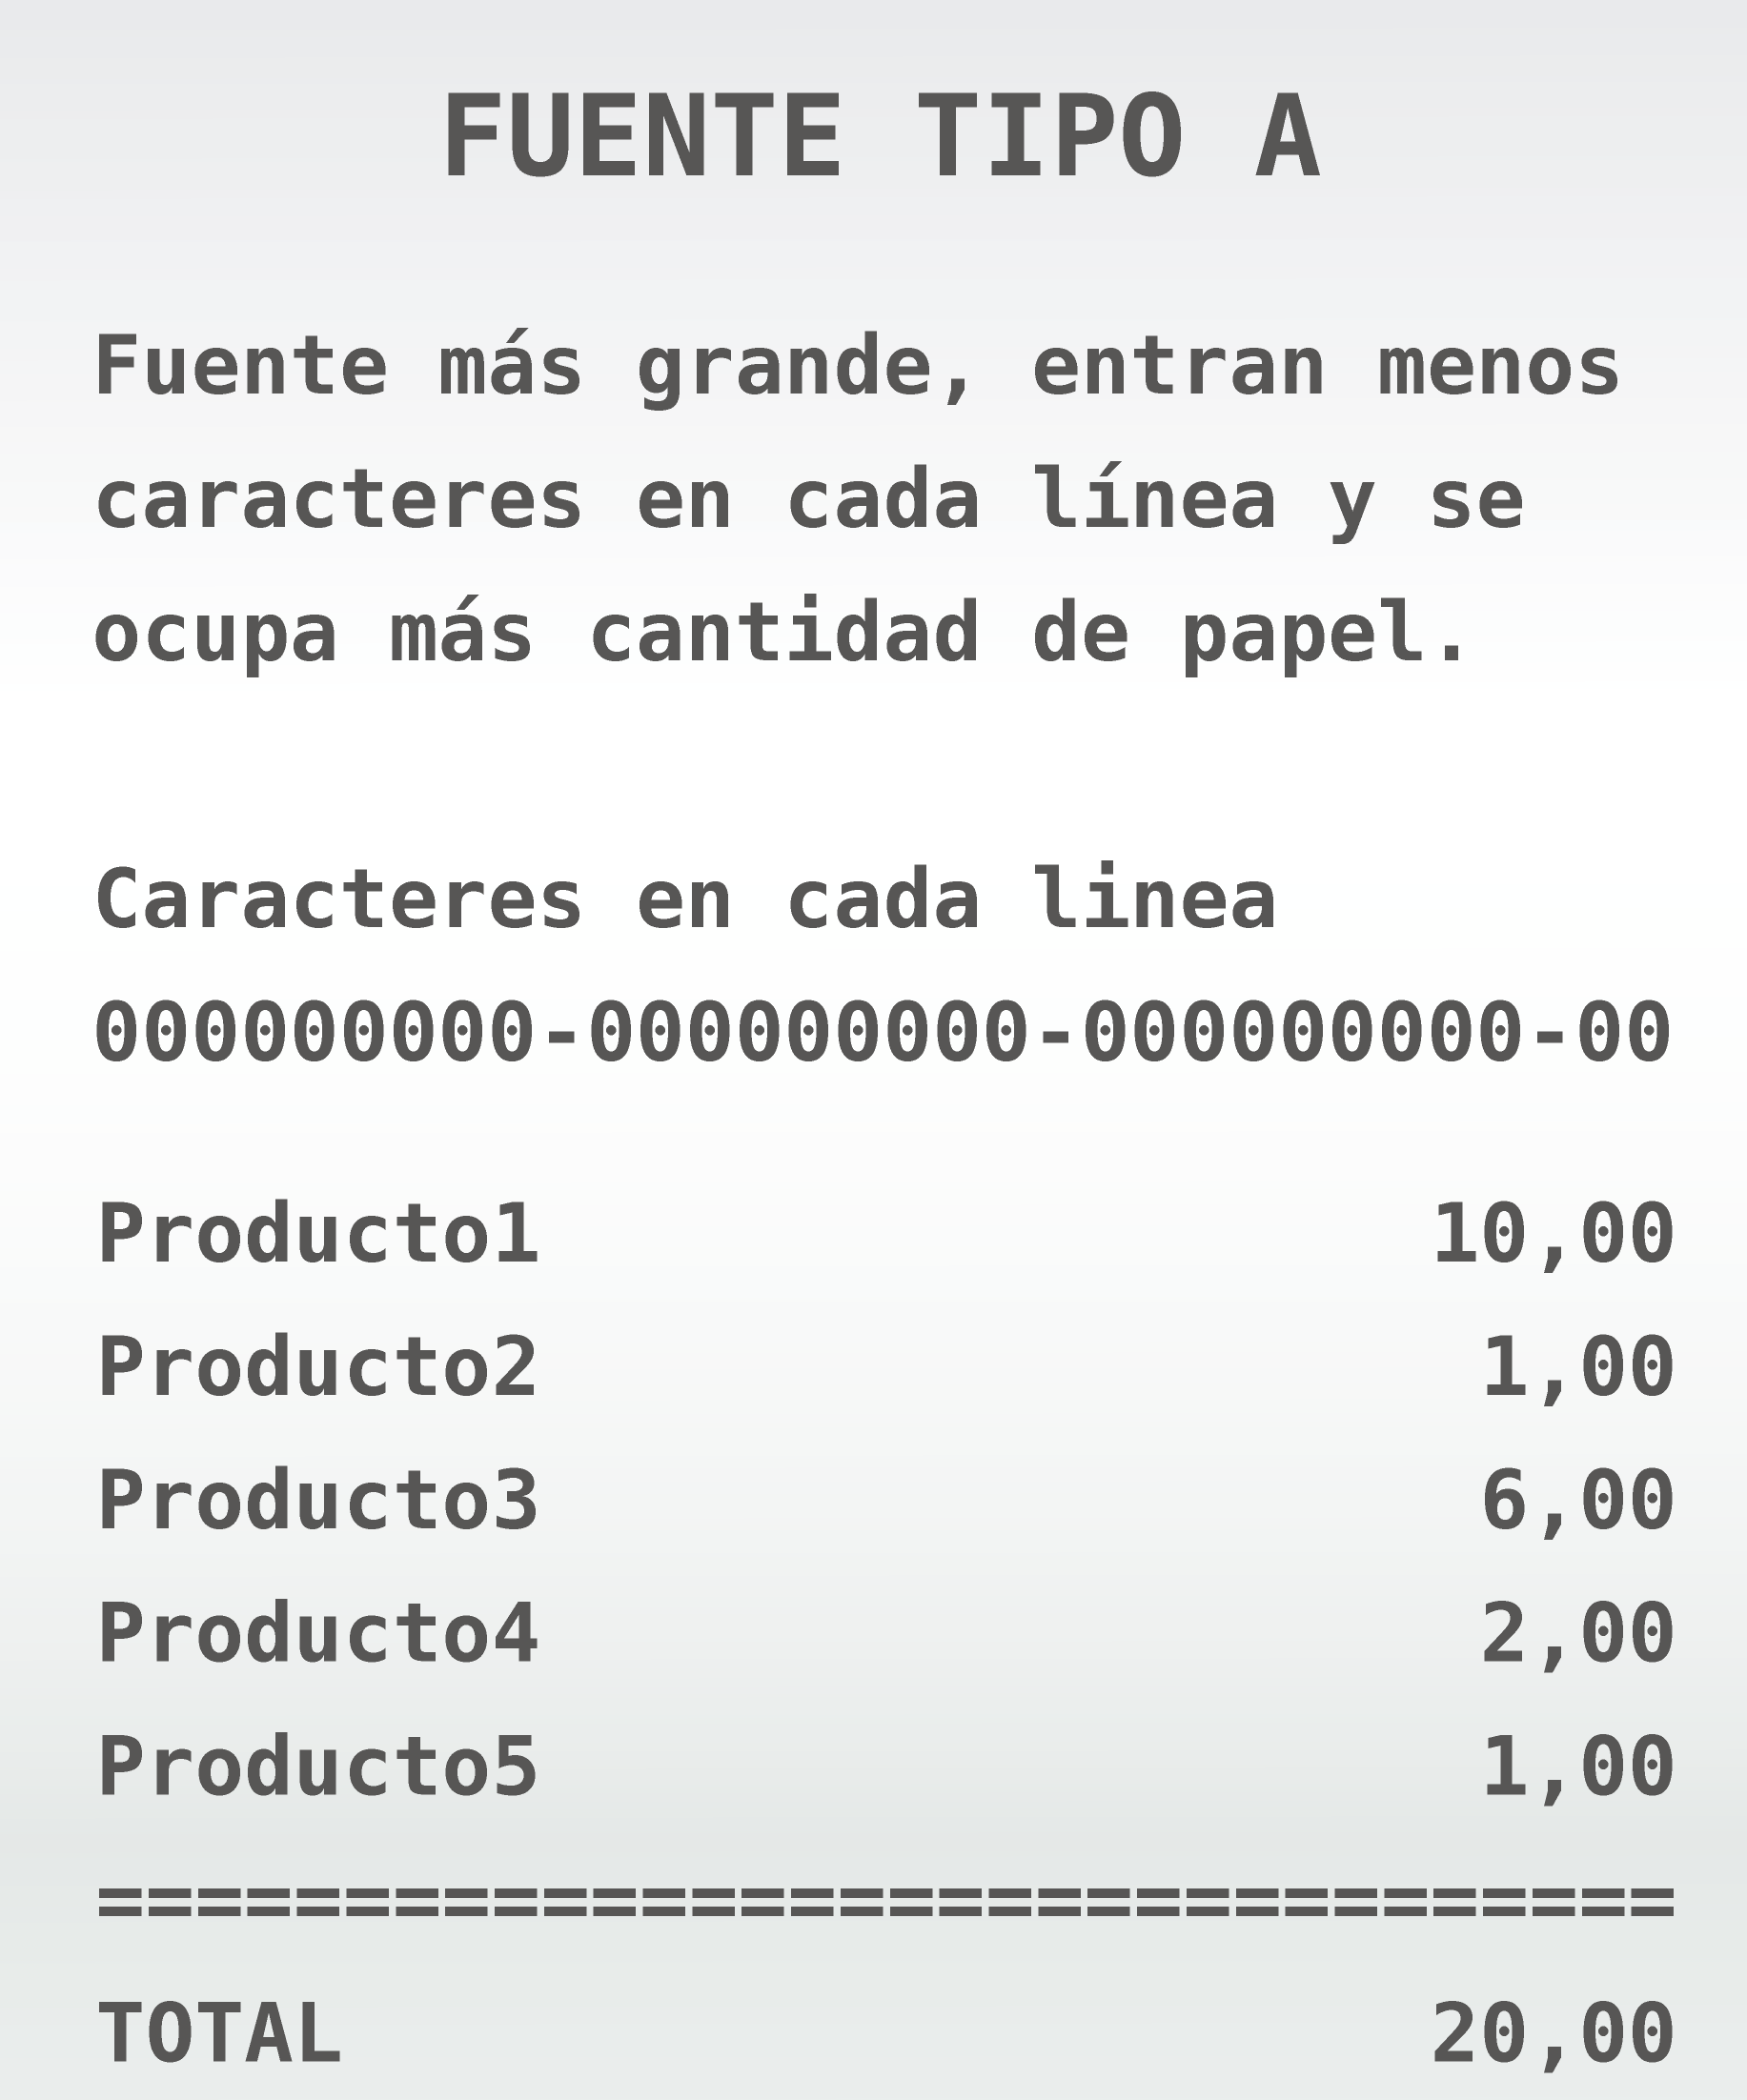 FUENTE TIPO A
Fuente más grande, entran menos
caracteres en cada línea y se
ocupa más cantidad de papel.
Caracteres en cada linea
000000000-000000000-000000000-00
Producto1 10,00
Producto2 1,00
Producto3 6,00
Producto4 2,00
Producto5 1,00
================================
TOTAL 20,00